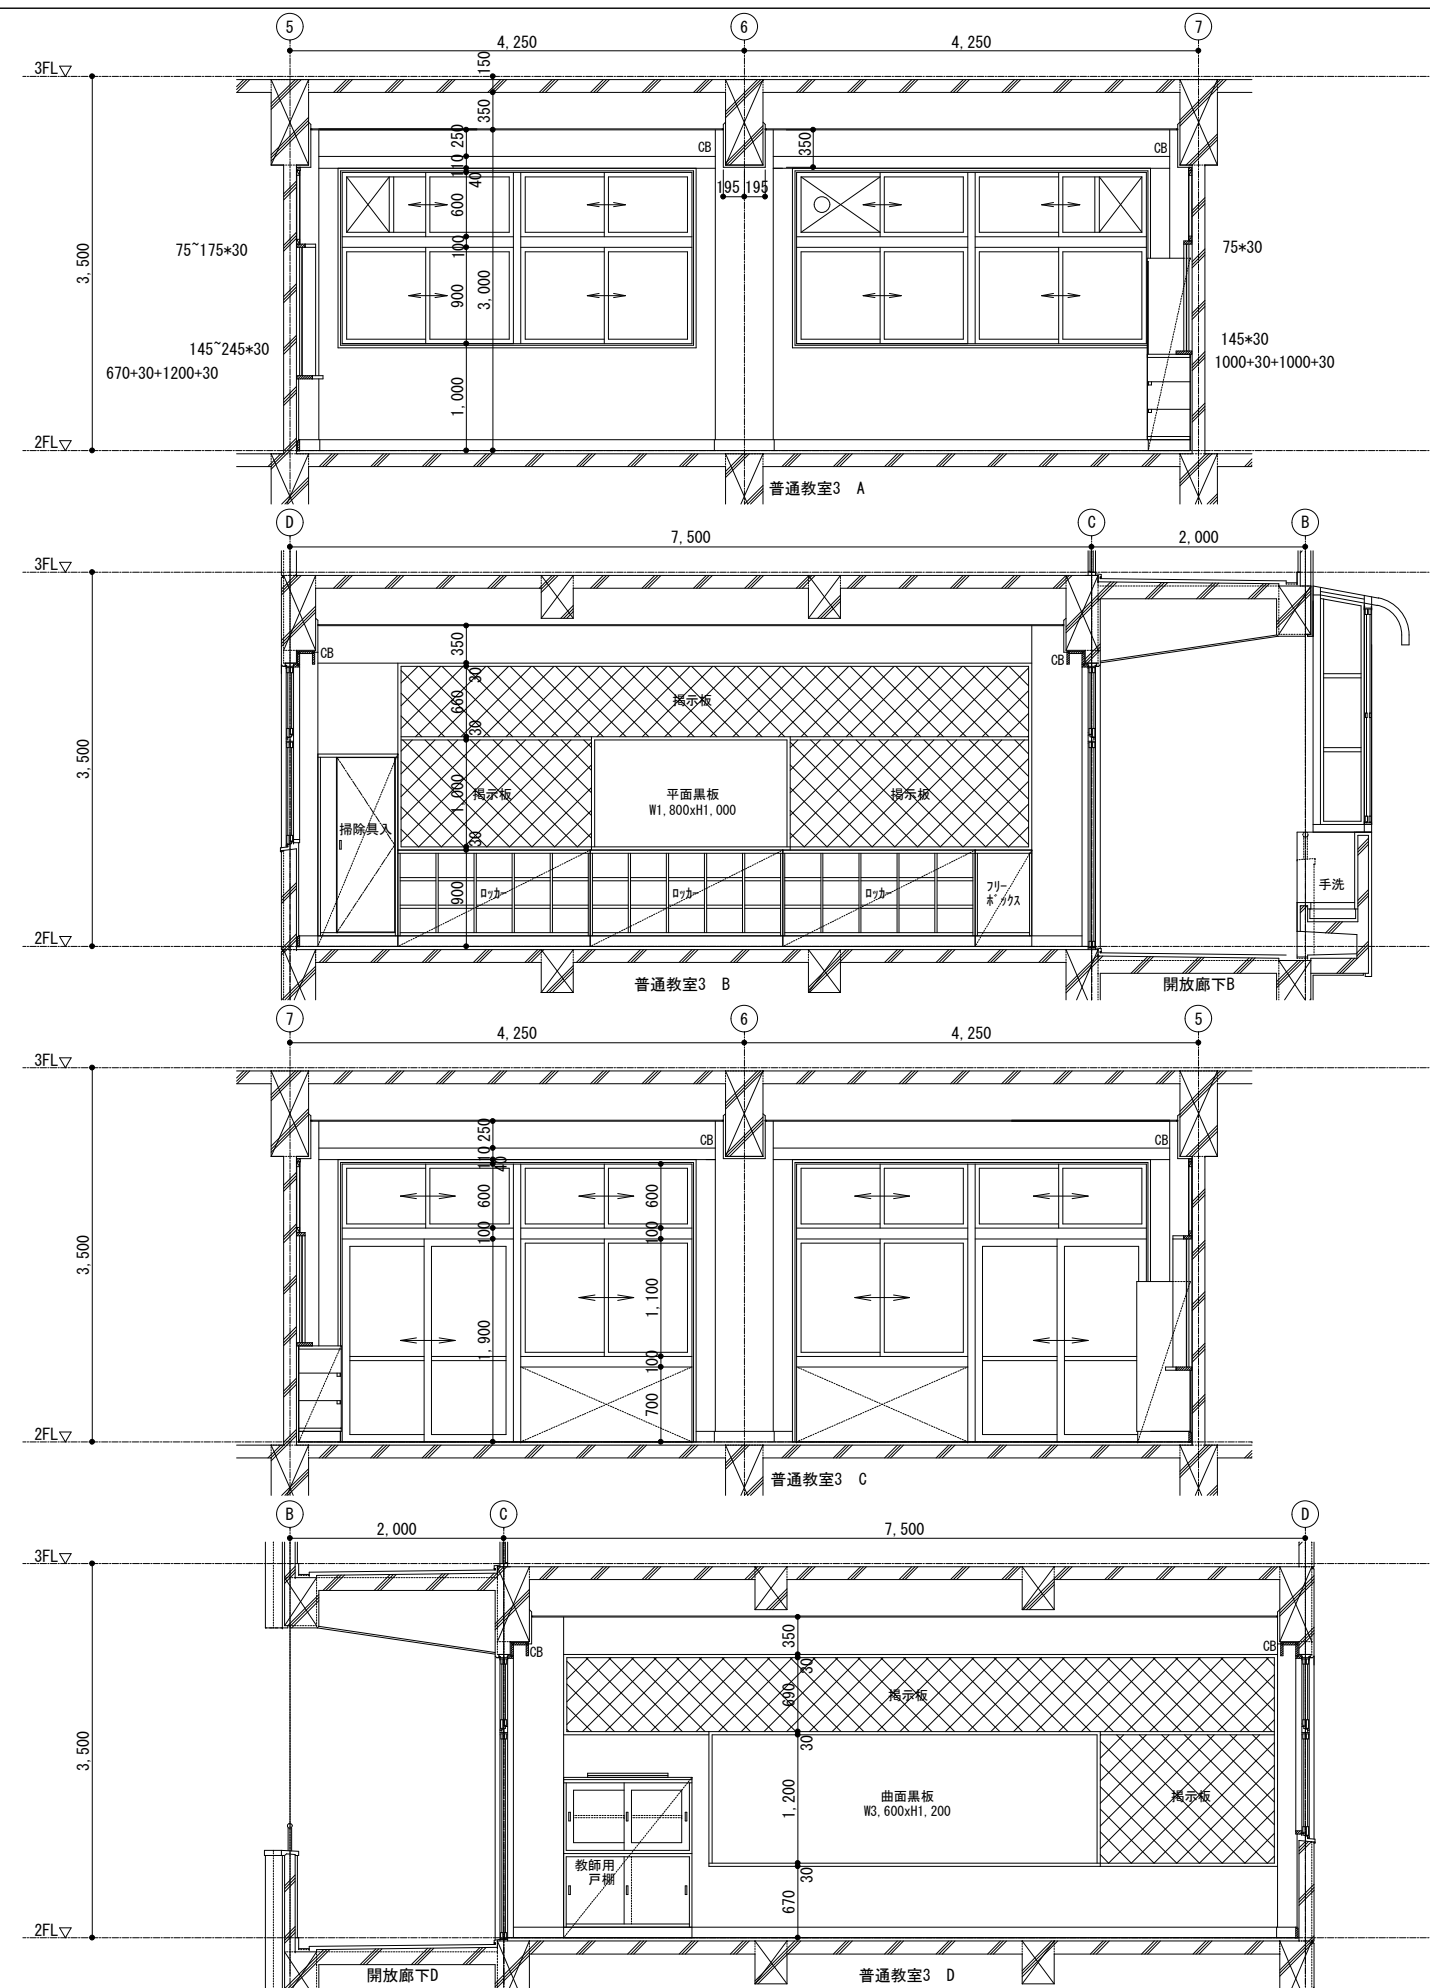 5
6
7
4,250
4,250
3FL▽
150
350
250
110
40
600
100
900
3,000
1,000
3,500
CB
CB
350
195
195
75~175*30
145~245*30
670+30+1200+30
75*30
145*30
1000+30+1000+30
2FL▽
普通教室3 A
D
C
B
7,500
2,000
3FL▽
3,500
CB
CB
350
30
660
30
1,000
30
900
掲示板
掲示板
平面黒板
W1,800xH1,000
掲示板
掃除具入
ロッカー
ロッカー
ロッカー
フリー
ボックス
手洗
2FL▽
普通教室3 B
開放廊下B
7
6
5
4,250
4,250
3FL▽
3,500
250
110
40
600
100
1,900
CB
CB
600
100
1,100
100
700
2FL▽
普通教室3 C
B
C
D
2,000
7,500
3FL▽
3,500
CB
CB
350
30
690
30
1,200
30
670
掲示板
曲面黒板
W3,600xH1,200
掲示板
教師用
戸棚
2FL▽
開放廊下D
普通教室3 D